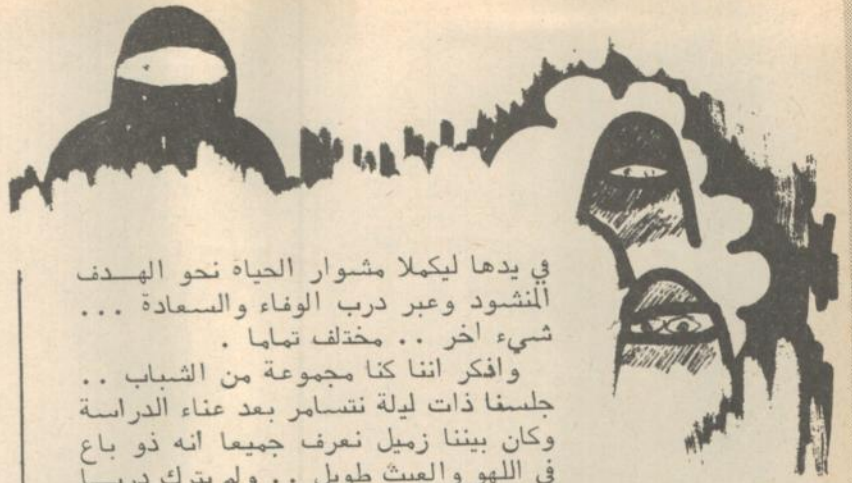 في يدها ليكملا مشوار الحياة نحو الهدف
المنشود وعبر درب الوفاء والسعادة ...
شيء اخر .. مختلف تماما .
وافكر اننا كنا مجموعة من الشباب ..
جلسنا ذات ليلة نتسامر بعد عناء الدراسة
وكان بيننا زميل نعرف جميعا انه ذو باع
في اللهو والعبث طويل .. ولم يترك دربا